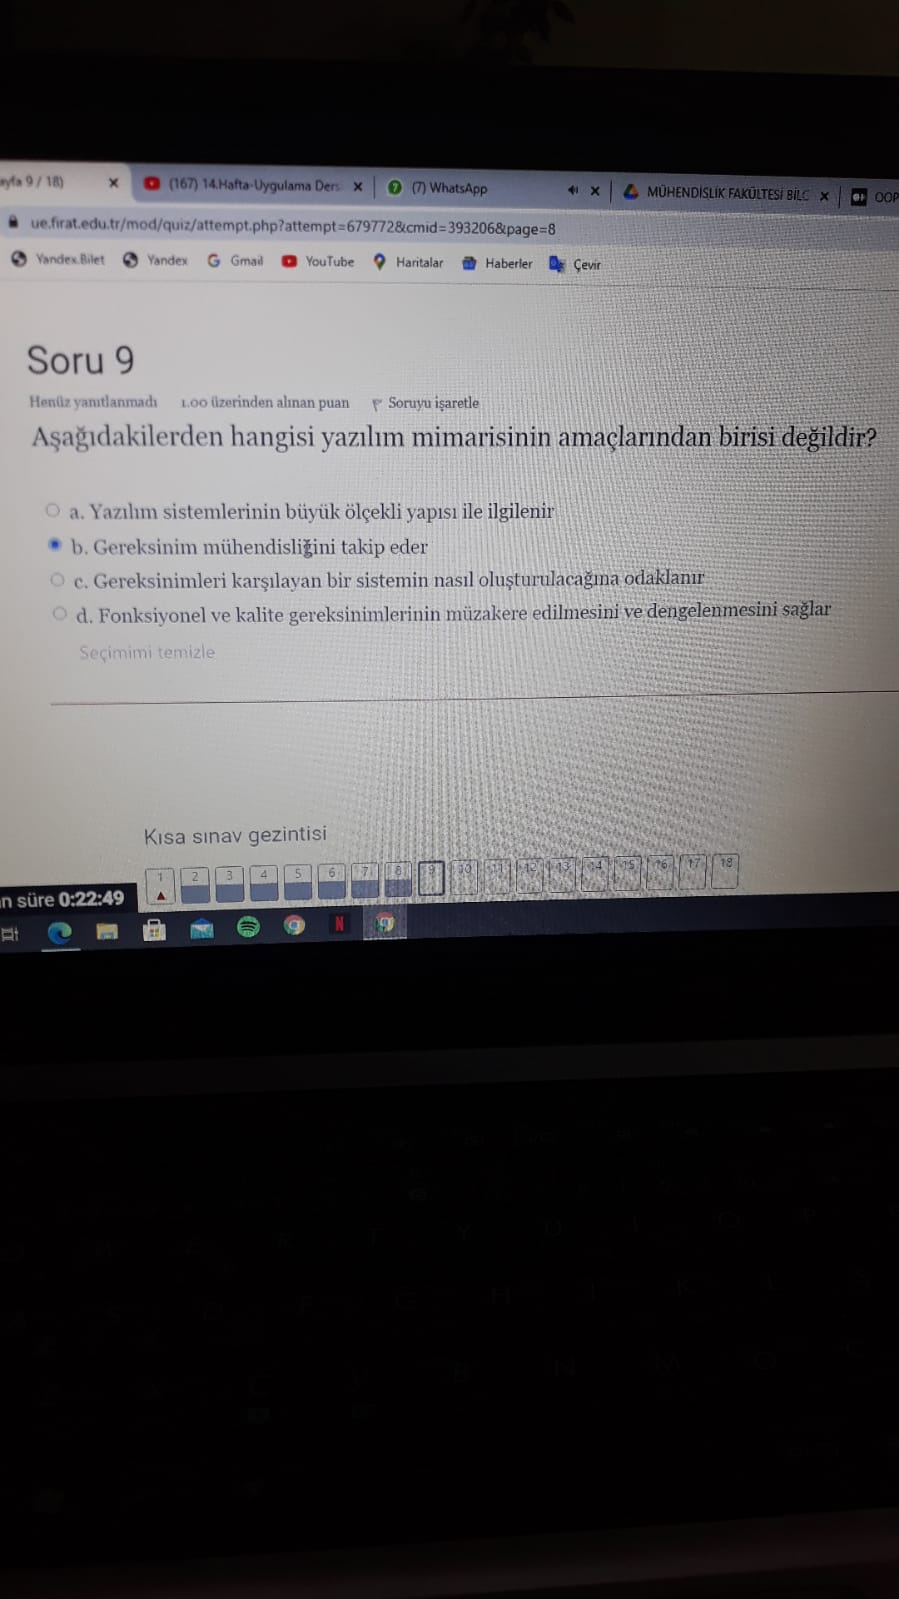 ayfa 9 / 18)
(167) 14.Hafta-Uygulama Ders
(7) WhatsApp
MÜHENDİSLİK FAKÜLTESİ BİLG
OOP
ue.firat.edu.tr/mod/quiz/attempt.php?attempt=679772&cmid=393206&page=8
Yandex.Bilet
Yandex
Gmail
YouTube
Haritalar
Haberler
Çevir
Soru 9
Henüz yanıtlanmadı 1.00 üzerinden alınan puan Soruyu işaretle
Aşağıdakilerden hangisi yazılım mimarisinin amaçlarından birisi değildir?
a. Yazılım sistemlerinin büyük ölçekli yapısı ile ilgilenir
b. Gereksinim mühendisliğini takip eder
c. Gereksinimleri karşılayan bir sistemin nasıl oluşturulacağına odaklanır
d. Fonksiyonel ve kalite gereksinimlerinin müzakere edilmesini ve dengelenmesini sağlar
Seçimimi temizle
Kısa sınav gezintisi
1 2 3 4 5 6 7 8 9 10 11 12 13 14 15 16 17 18
n süre 0:22:49